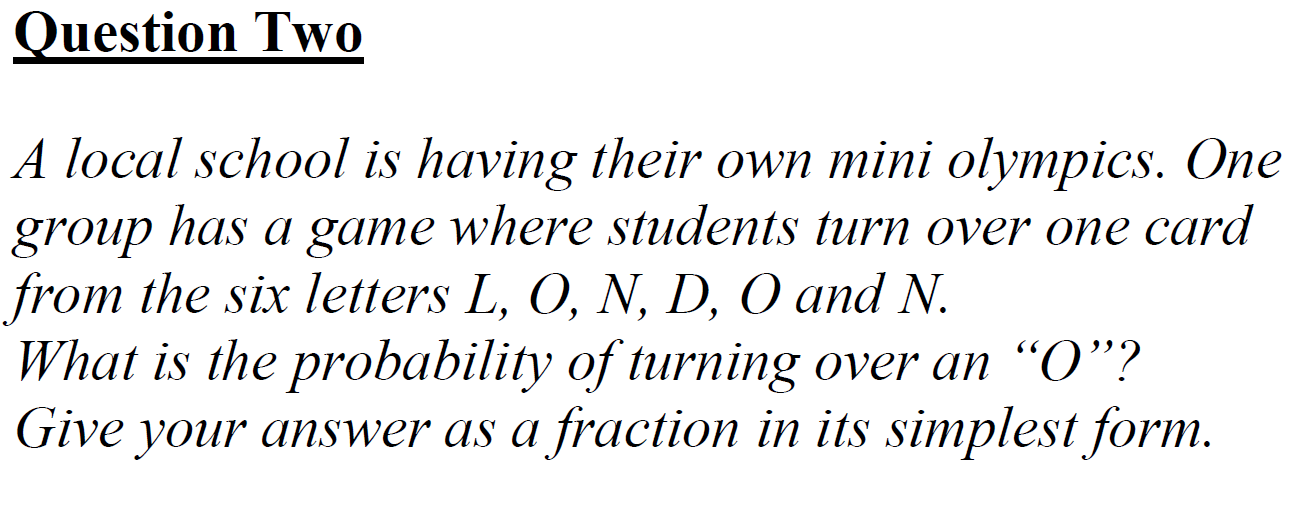 Question Two
A local school is having their own mini olympics. One
group has a game where students turn over one card
from the six letters L, O, N, D, O and N.
What is the probability of turning over an “O”?
Give your answer as a fraction in its simplest form.